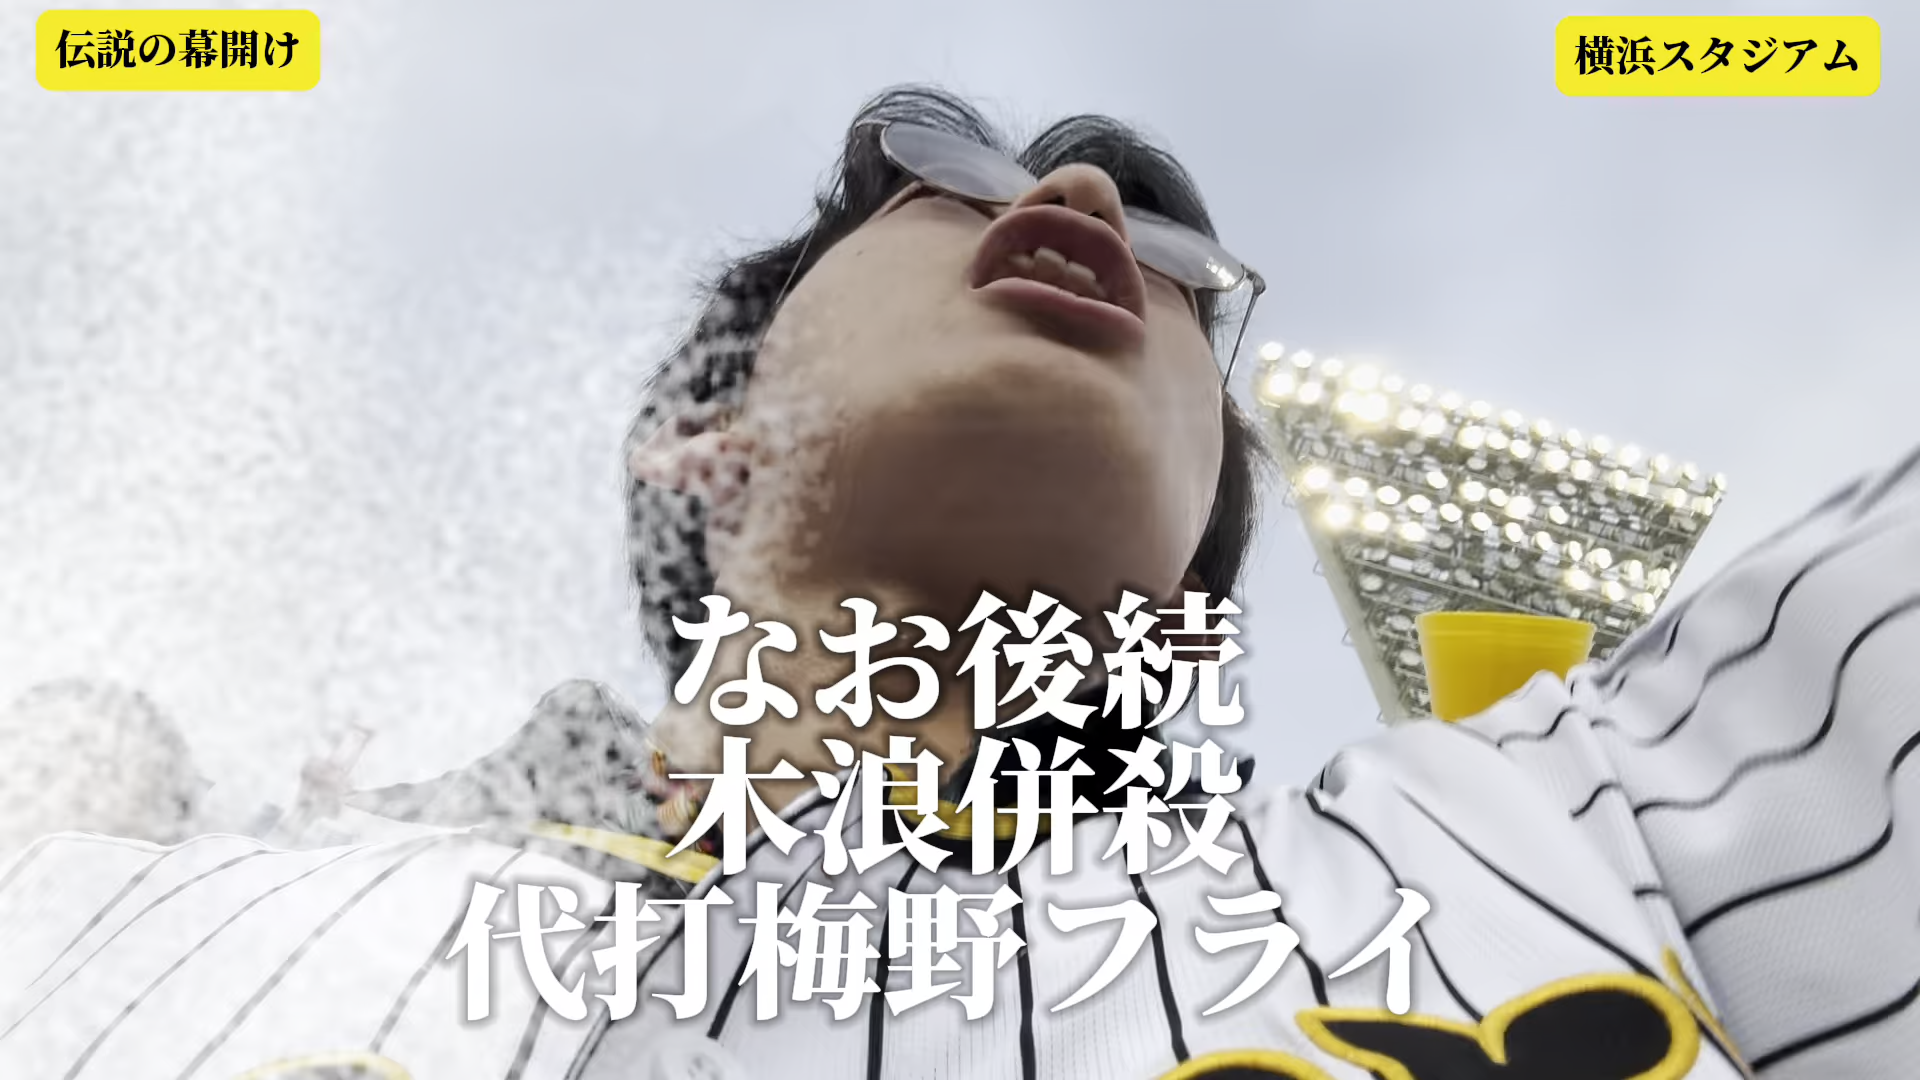 伝説の幕開け
横浜スタジアム
なお後続
木浪併殺
代打梅野フライ